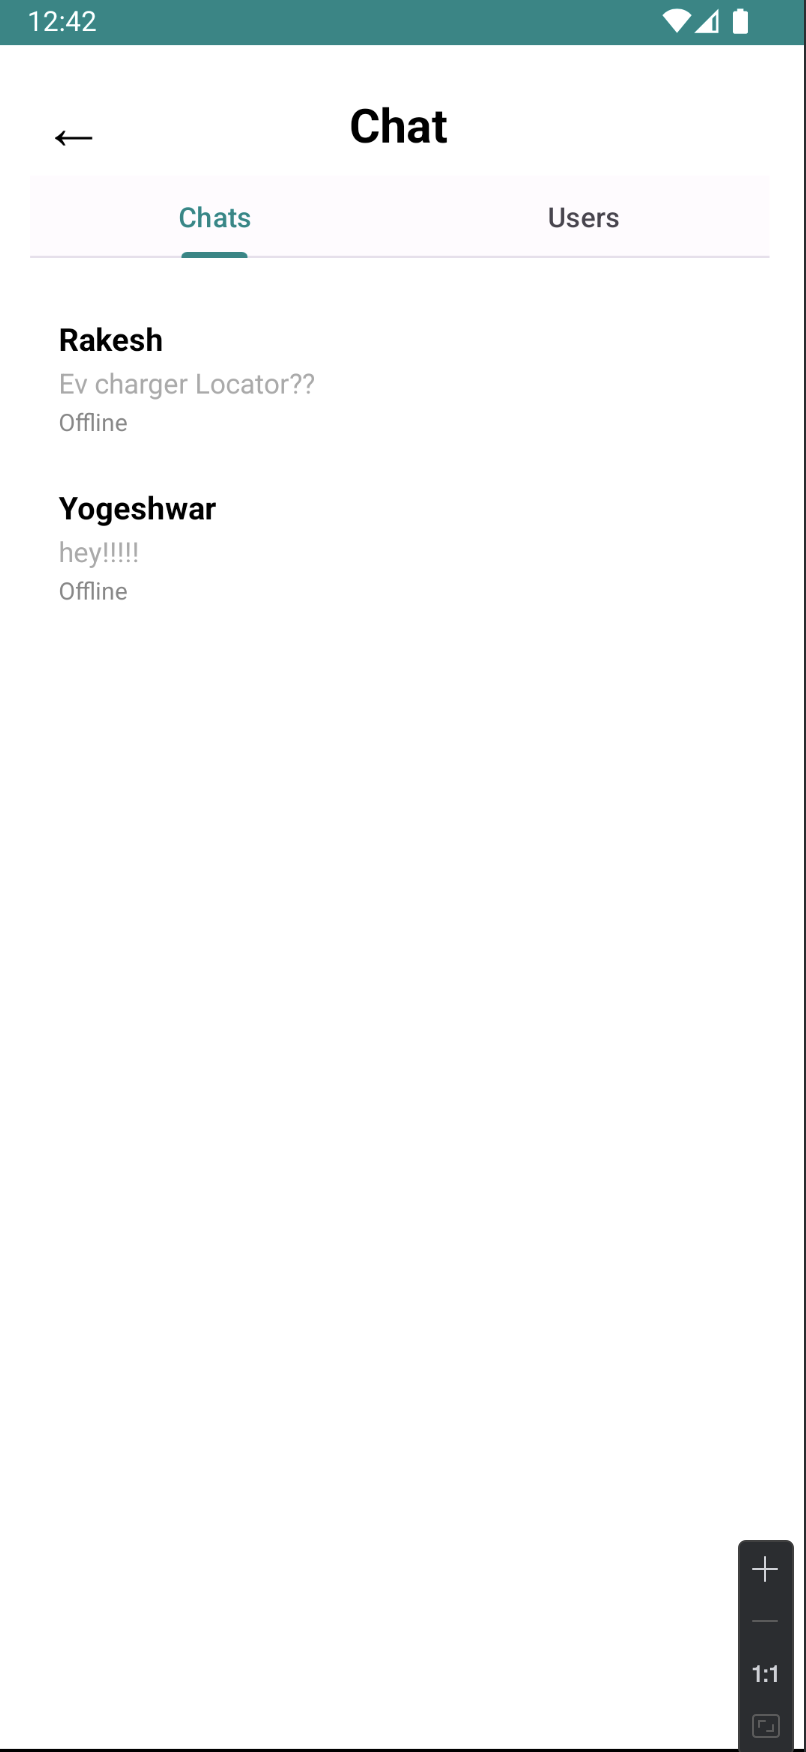 12:42
Chat
Chats
Users
Rakesh
Ev charger Locator??
Offline
Yogeshwar
hey!!!!!
Offline
1:1